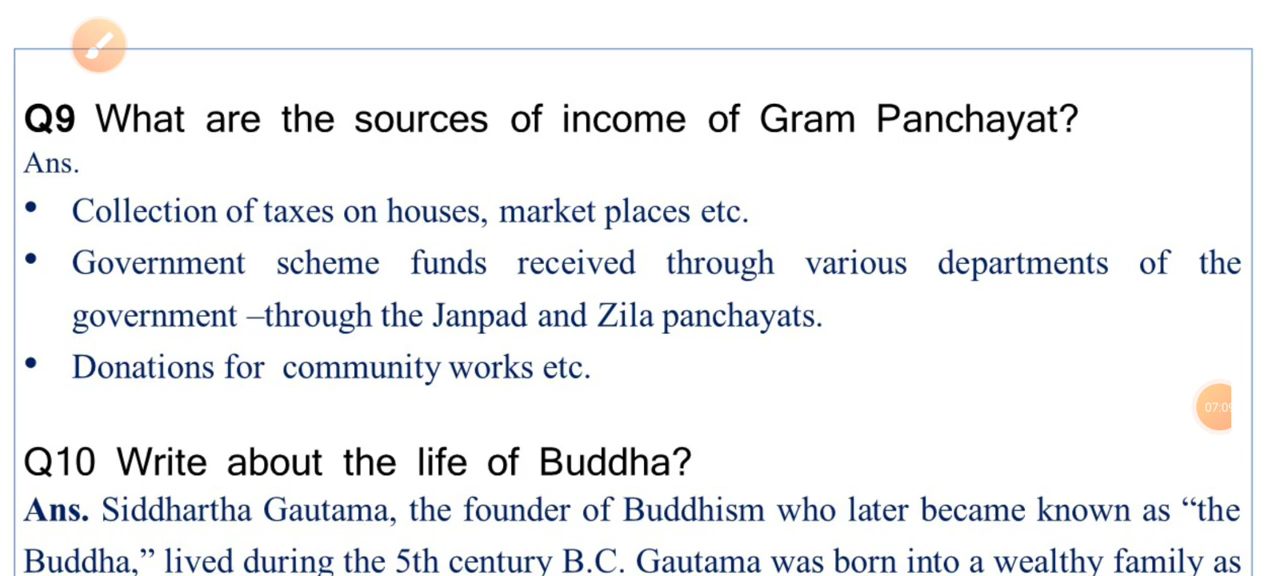 Q9 What are the sources of income of Gram Panchayat?
Ans.
• Collection of taxes on houses, market places etc.
• Government scheme funds received through various departments of the
government –through the Janpad and Zila panchayats.
• Donations for community works etc.
Q10 Write about the life of Buddha?
Ans. Siddhartha Gautama, the founder of Buddhism who later became known as “the
Buddha,” lived during the 5th century B.C. Gautama was born into a wealthy family as